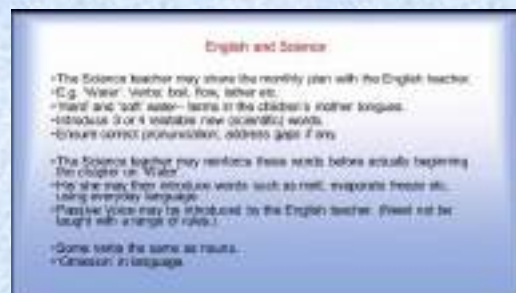 English and Science
•The Science teacher may share the monthly plan with the English teacher.
•E.g. 'Water'. Verbs: boil, flow, lather etc.
•'Hard' and 'soft' water– terms in the children's mother tongues.
•Introduce 3 or 4 relatable new (scientific) words.
•Ensure correct pronunciation; address gaps if any.
•The Science teacher may reinforce these words before actually beginning
the chapter on 'Water'
•He/ she may then introduce words such as melt, evaporate freeze etc.
using everyday language.
•Passive Voice may be introduced by the English teacher. (Need not be
taught with a range of rules.)
•Some verbs the same as nouns.
•'Omission' in language.